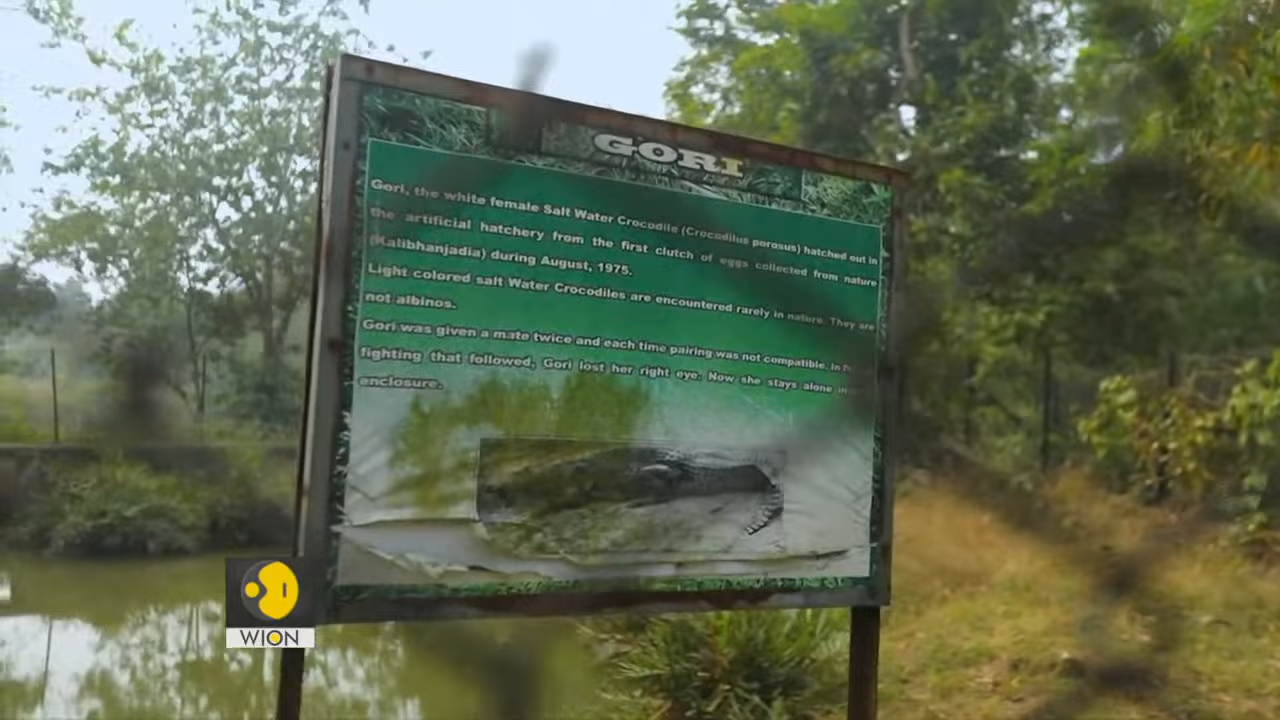 GORI
Gori, the white female Salt Water Crocodile (Crocodilus porosus) hatched out in
the artificial hatchery from the first clutch of eggs collected from nature
(Kalibhanjadia) during August, 1975.
Light colored salt Water Crocodiles are encountered rarely in nature. They are
not albinos.
Gori was given a mate twice and each time pairing was not compatible. In
fighting that followed, Gori lost her right eye. Now she stays alone in
enclosure.
WION